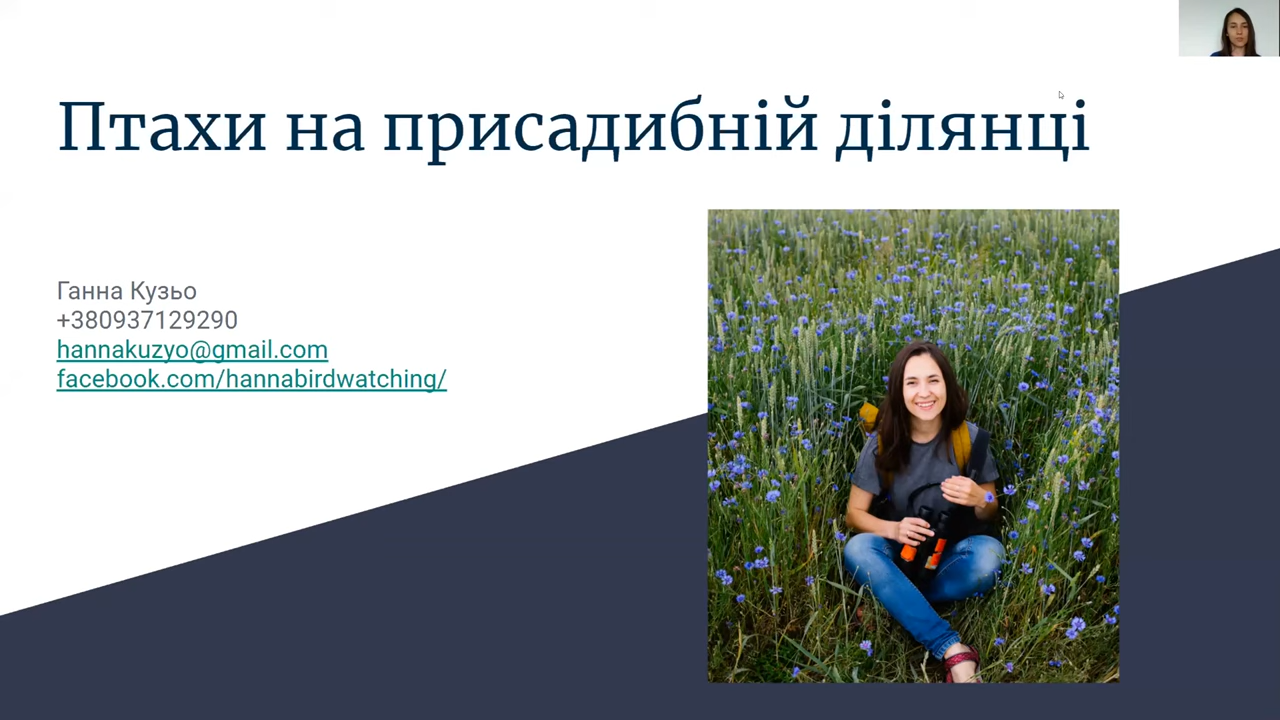 Птахи на присадибній ділянці
Ганна Кузьо
+380937129290
hannakuzyo@gmail.com
facebook.com/hannabirdwatching/